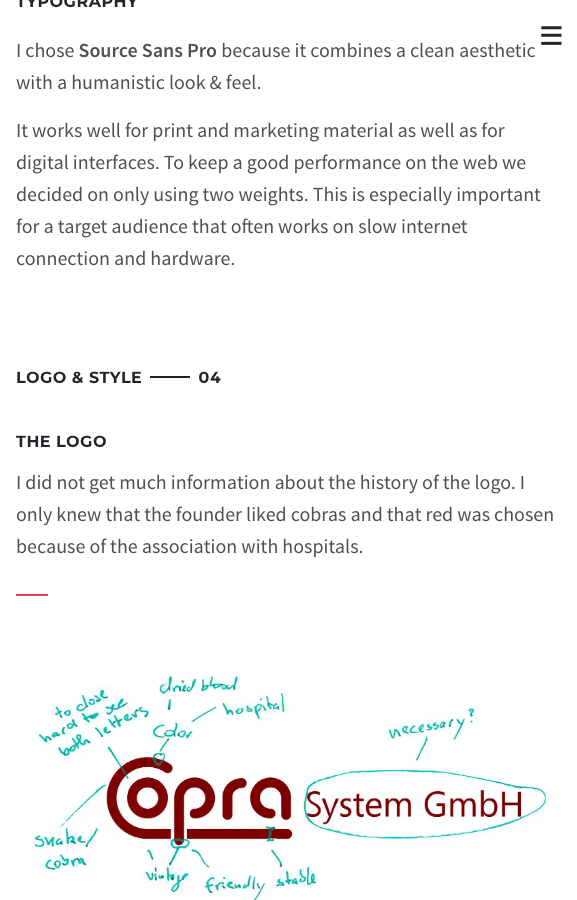 TYPOGRAPHY
I chose Source Sans Pro because it combines a clean aesthetic
with a humanistic look & feel.
It works well for print and marketing material as well as for
digital interfaces. To keep a good performance on the web we
decided on only using two weights. This is especially important
for a target audience that often works on slow internet
connection and hardware.
LOGO & STYLE 04
THE LOGO
I did not get much information about the history of the logo. I
only knew that the founder liked cobras and that red was chosen
because of the association with hospitals.
to close
hard to see
both letters
dried blood
hospital
Color
necessary?
Copra System GmbH
snake/
cobra
vintage
friendly
stable